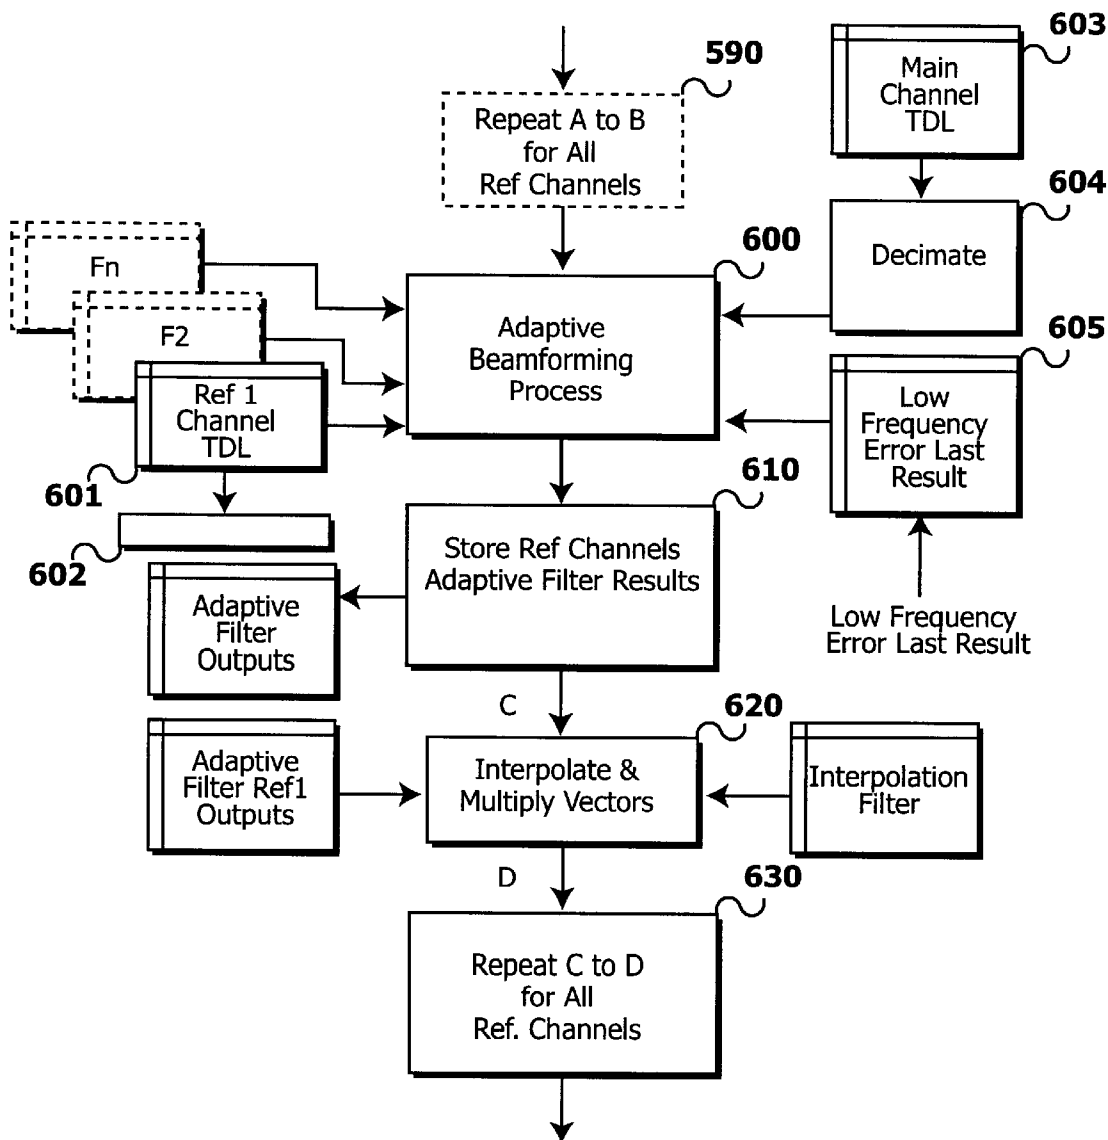 590
Repeat A to B
for All
Ref Channels
603
Main
Channel
TDL
604
Decimate
600
Adaptive
Beamforming
Process
Fn
F2
Ref 1
Channel
TDL
601
602
605
Low
Frequency
Error Last
Result
Low Frequency
Error Last Result
610
Store Ref Channels
Adaptive Filter Results
Adaptive
Filter
Outputs
C
620
Interpolate &
Multiply Vectors
Adaptive
Filter Ref1
Outputs
Interpolation
Filter
D
630
Repeat C to D
for All
Ref. Channels